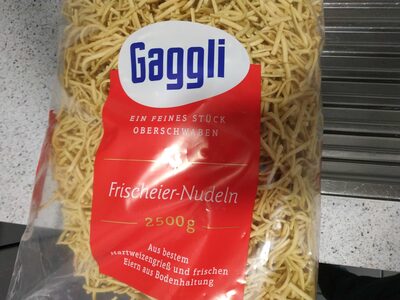 Gaggli
EIN FEINES STÜCK
OBERSCHWABEN
Frischeier-Nudeln
2500g
Aus bestem
Hartweizengrieß und frischen
Eiern aus Bodenhaltung